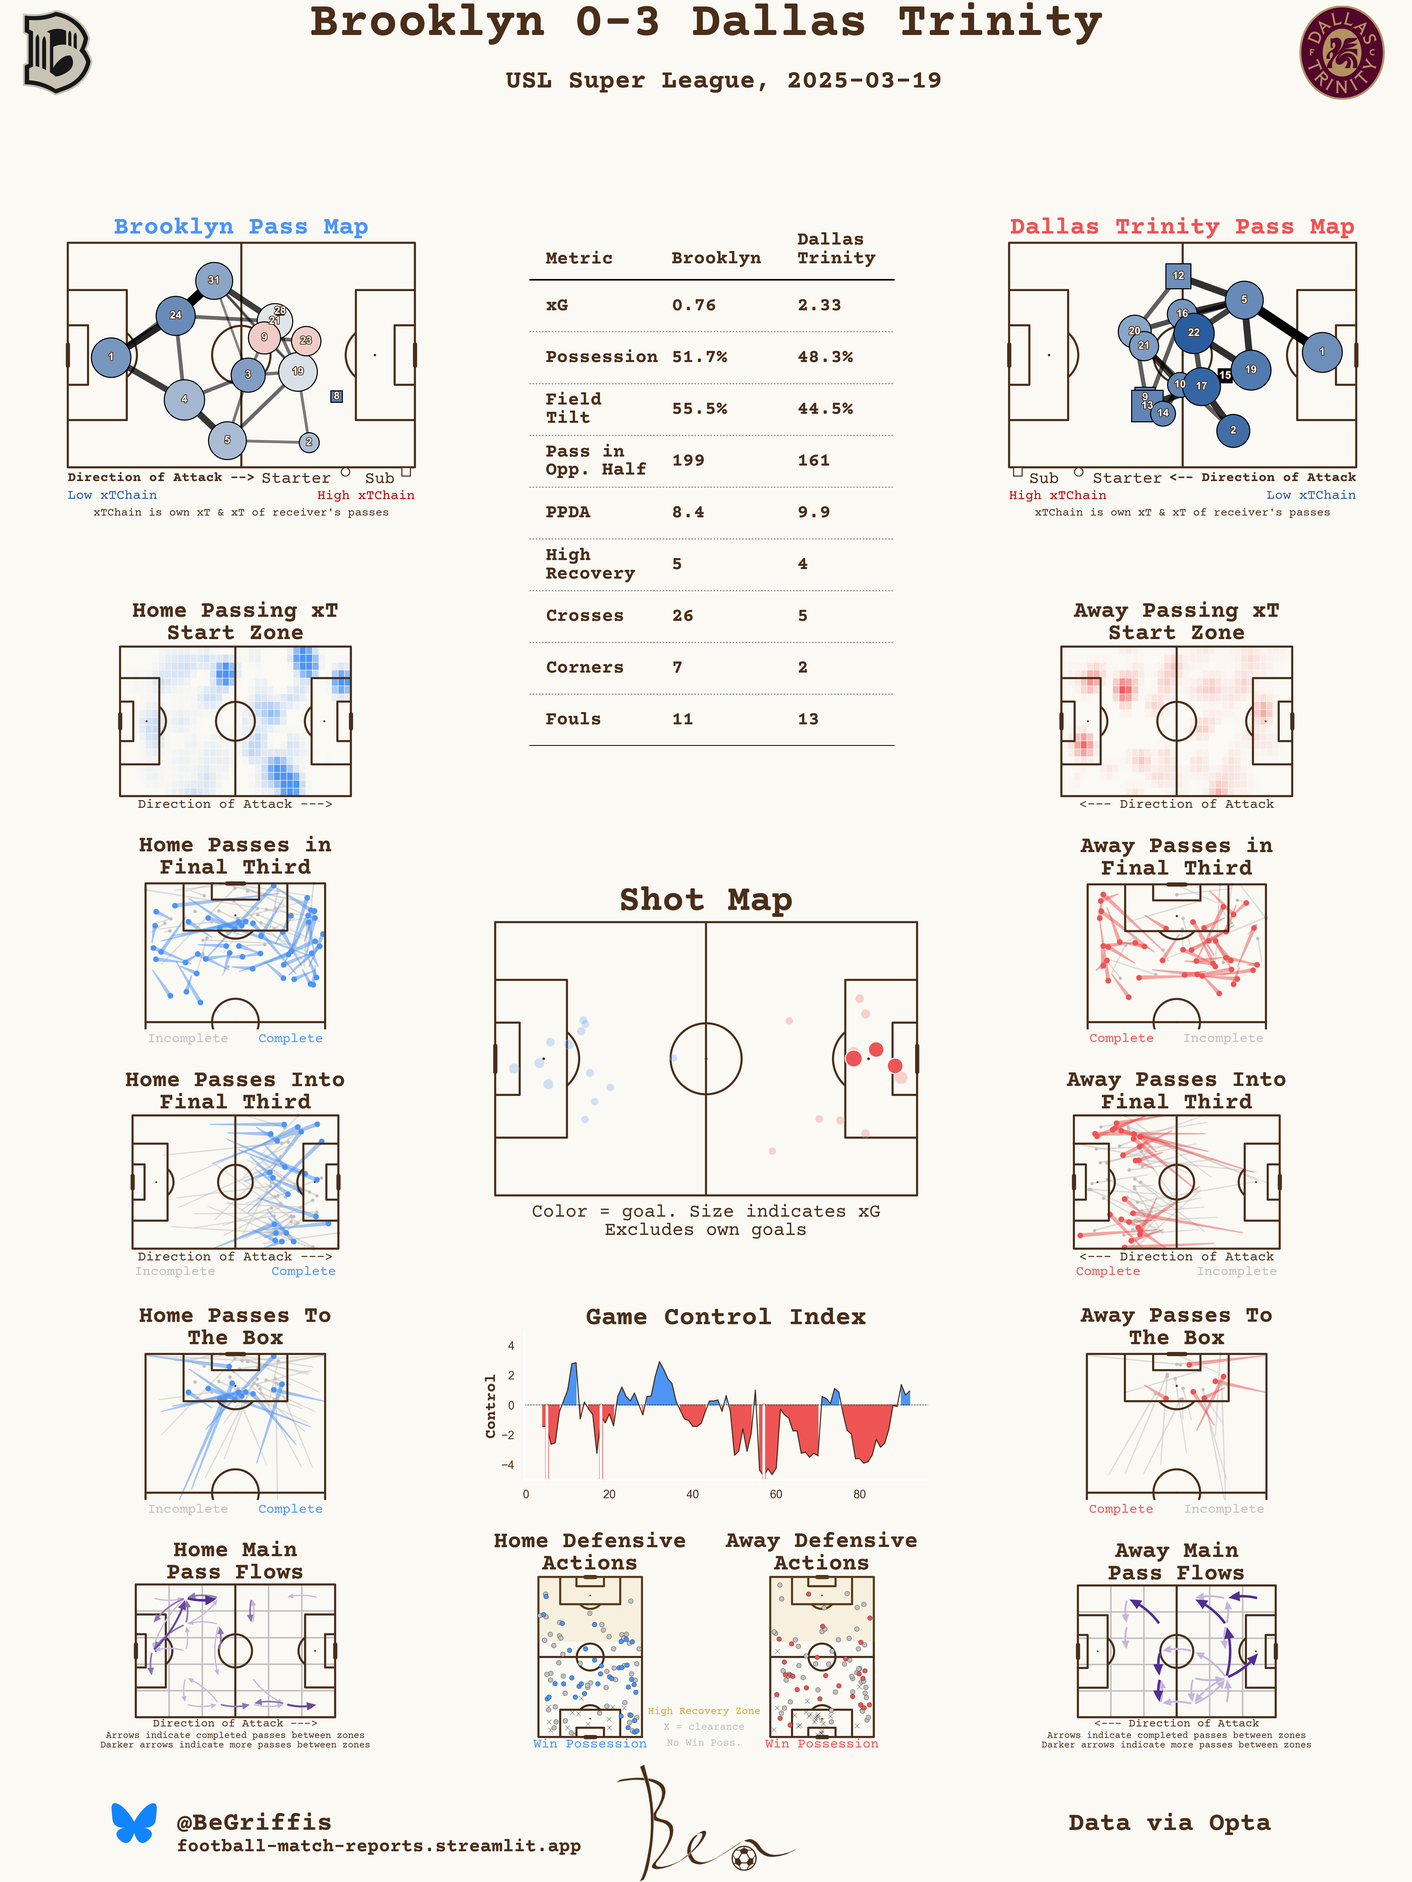 Brooklyn 0-3 Dallas Trinity
USL Super League, 2025-03-19
B
DALLAS
F C
TRINITY
Brooklyn Pass Map
31
24
28
21
9
23
1
3
19
4
8
5
2
Direction of Attack --> Starter Sub
Low xTChain High xTChain
xTChain is own xT & xT of receiver's passes
Metric Brooklyn Dallas Trinity
xG 0.76 2.33
Possession 51.7% 48.3%
Field Tilt 55.5% 44.5%
Pass in Opp. Half 199 161
PPDA 8.4 9.9
High Recovery 5 4
Crosses 26 5
Corners 7 2
Fouls 11 13
Dallas Trinity Pass Map
12
5
16
20
22
21
1
15
19
10
17
9
13
14
2
Sub Starter <-- Direction of Attack
High xTChain Low xTChain
xTChain is own xT & xT of receiver's passes
Home Passing xT
Start Zone
Direction of Attack --->
Away Passing xT
Start Zone
<--- Direction of Attack
Home Passes in
Final Third
Incomplete Complete
Away Passes in
Final Third
Complete Incomplete
Shot Map
Color = goal. Size indicates xG
Excludes own goals
Home Passes Into
Final Third
Direction of Attack --->
Incomplete Complete
Away Passes Into
Final Third
<--- Direction of Attack
Complete Incomplete
Home Passes To
The Box
Incomplete Complete
Game Control Index
Control
4
2
0
−2
−4
0 20 40 60 80
Away Passes To
The Box
Complete Incomplete
Home Main
Pass Flows
Direction of Attack --->
Arrows indicate completed passes between zones
Darker arrows indicate more passes between zones
Home Defensive
Actions
Win Possession
High Recovery Zone
X = clearance
No Win Poss.
Away Defensive
Actions
Win Possession
Away Main
Pass Flows
<--- Direction of Attack
Arrows indicate completed passes between zones
Darker arrows indicate more passes between zones
@BeGriffis
football-match-reports.streamlit.app
Ben
Data via Opta